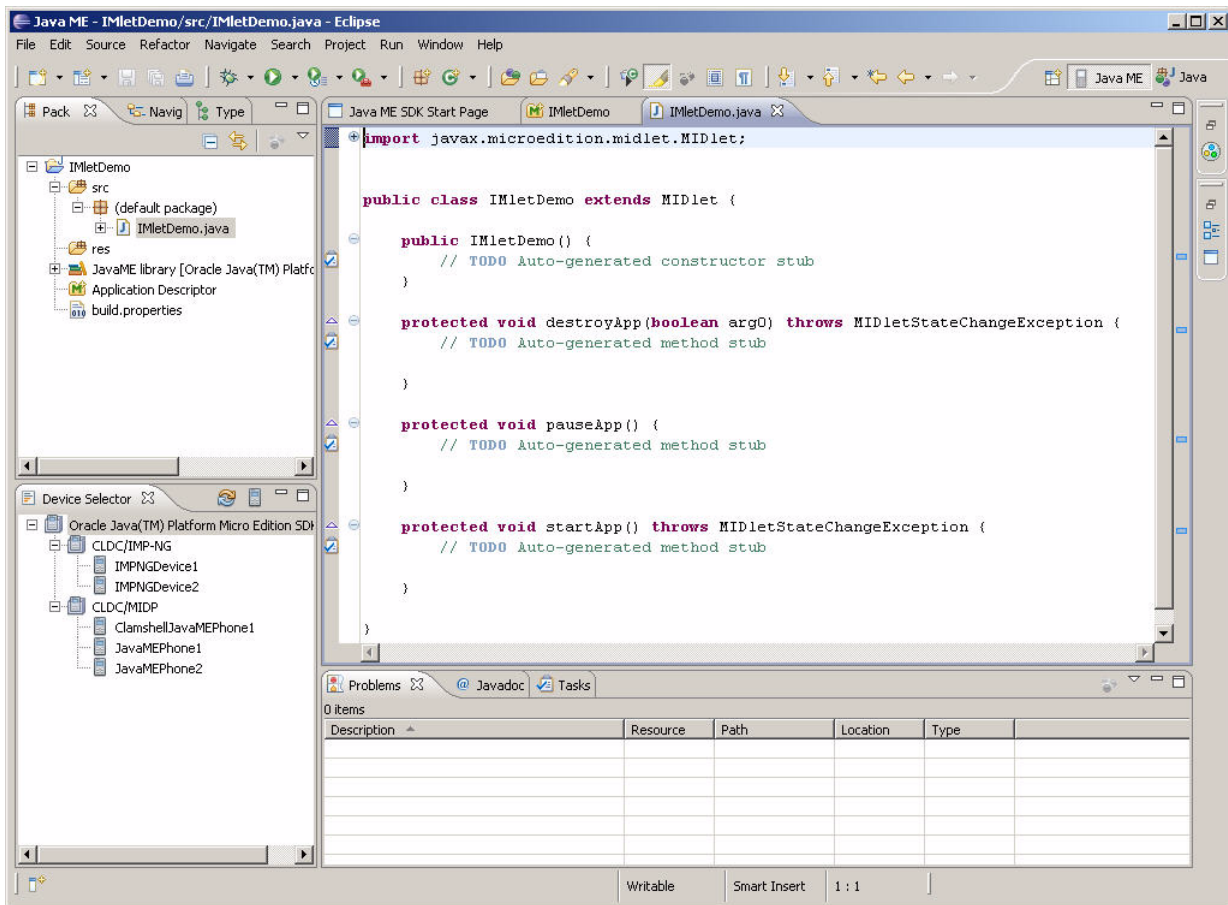 Java ME - IMletDemo/src/IMletDemo.java - Eclipse
File Edit Source Refactor Navigate Search Project Run Window Help
Java ME Java
Pack Navig Type
IMletDemo
src
(default package)
IMletDemo.java
res
JavaME library [Oracle Java(TM) Platfo
Application Descriptor
build.properties
Device Selector
Oracle Java(TM) Platform Micro Edition SDK
CLDC/IMP-NG
IMPNGDevice1
IMPNGDevice2
CLDC/MIDP
ClamshellJavaMEPhone1
JavaMEPhone1
JavaMEPhone2
Java ME SDK Start Page IMletDemo IMletDemo.java
import javax.microedition.midlet.MIDlet;
public class IMletDemo extends MIDlet {
public IMletDemo() {
// TODO Auto-generated constructor stub
}
protected void destroyApp(boolean arg0) throws MIDletStateChangeException {
// TODO Auto-generated method stub
}
protected void pauseApp() {
// TODO Auto-generated method stub
}
protected void startApp() throws MIDletStateChangeException {
// TODO Auto-generated method stub
}
}
Problems @ Javadoc Tasks
0 items
Description Resource Path Location Type
Writable Smart Insert 1 : 1